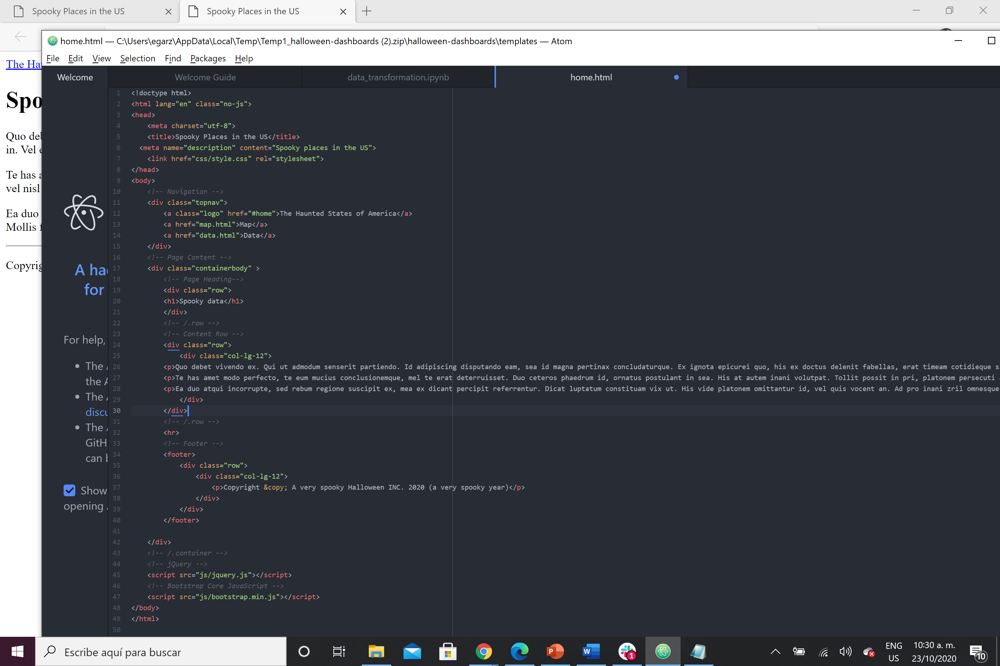 Spooky Places in the US
Spooky Places in the US
home.html — C:\Users\egarz\AppData\Local\Temp\Temp1_halloween-dashboards (2).zip\halloween-dashboards\templates — Atom
File Edit View Selection Find Packages Help
The Hau
Spo
Quo deb
in. Vel e
Te has a
vel nisl
Ea duo
Mollis f
Copyrig
Welcome
Welcome Guide
data_transformation.ipynb
home.html
A hac
for
For help,
The A
the A
The A
discu
The A
GitH
can b
Show
opening A
1 <!doctype html>
2 <html lang="en" class="no-js">
3 <head>
4 <meta charset="utf-8">
5 <title>Spooky Places in the US</title>
6 <meta name="description" content="Spooky places in the US">
7 <link href="css/style.css" rel="stylesheet">
8 </head>
9 <body>
10 <!-- Navigation -->
11 <div class="topnav">
12 <a class="logo" href="#home">The Haunted States of America</a>
13 <a href="map.html">Map</a>
14 <a href="data.html">Data</a>
15 </div>
16 <!-- Page Content -->
17 <div class="containerbody" >
18 <!-- Page Heading-->
19 <div class="row">
20 <h1>Spooky data</h1>
21 </div>
22 <!-- /.row -->
23 <!-- Content Row -->
24 <div class="row">
25 <div class="col-lg-12">
26 <p>Quo debet vivendo ex. Qui ut admodum senserit partiendo. Id adipiscing disputando eam, sea id magna pertinax concludaturque. Ex ignota epicurei quo, his ex doctus delenit fabellas, erat timeam cotidieque s
27 <p>Te has amet modo perfecto, te eum mucius conclusionemque, mel te erat deterruisset. Duo ceteros phaedrum id, ornatus postulant in sea. His at autem inani volutpat. Tollit possit in pri, platonem persecuti
28 <p>Ea duo atqui incorrupte, sed rebum regione suscipit ex, mea ex dicant percipit referrentur. Dicat luptatum constituam vix ut. His vide platonem omittantur id, vel quis vocent an. Ad pro inani zril omnesque
29 </div>
30 </div>
31 <!-- /.row -->
32 <hr>
33 <!-- Footer -->
34 <footer>
35 <div class="row">
36 <div class="col-lg-12">
37 <p>Copyright &copy; A very spooky Halloween INC. 2020 (a very spooky year)</p>
38 </div>
39 </div>
40 </footer>
41
42 </div>
43 <!-- /.container -->
44 <!-- jQuery -->
45 <script src="js/jquery.js"></script>
46 <!-- Bootstrap Core JavaScript -->
47 <script src="js/bootstrap.min.js"></script>
48 </body>
49 </html>
50
Escribe aquí para buscar
P
W
1
ENG
US
10:30 a. m.
23/10/2020
10